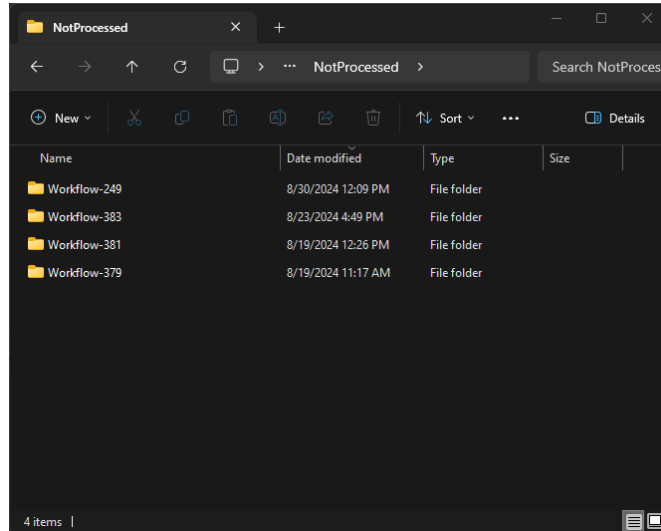 NotProcessed
NotProcessed
Search NotProces
New
Sort
Details
Name Date modified Type Size
Workflow-249 8/30/2024 12:09 PM File folder
Workflow-383 8/23/2024 4:49 PM File folder
Workflow-381 8/19/2024 12:26 PM File folder
Workflow-379 8/19/2024 11:17 AM File folder
4 items